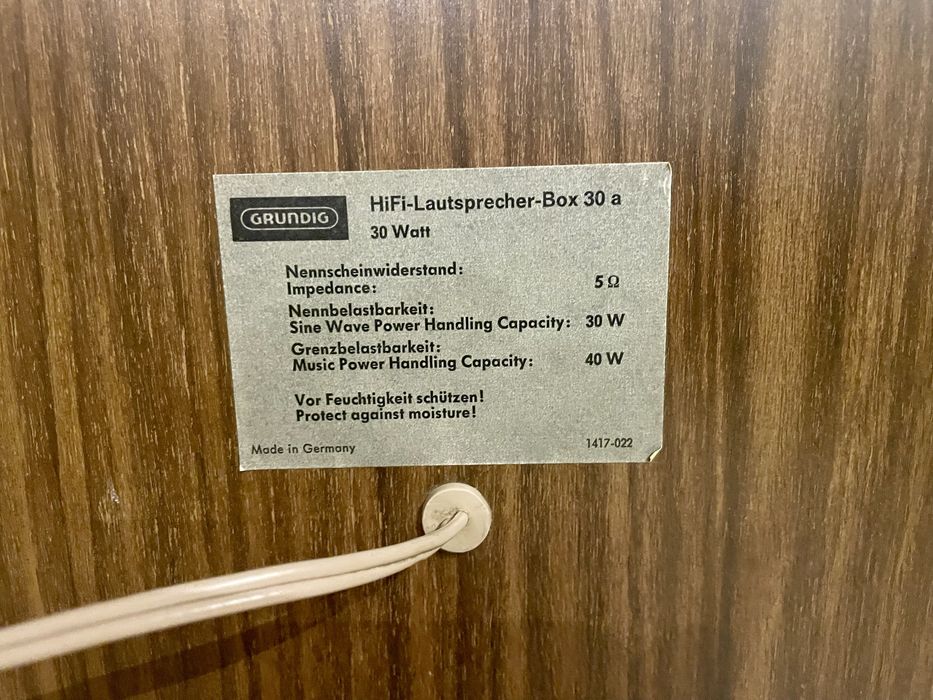 GRUNDIG
HiFi-Lautsprecher-Box 30 a
30 Watt
Nennscheinwiderstand:
Impedance: 5 Ω
Nennbelastbarkeit:
Sine Wave Power Handling Capacity: 30 W
Grenzbelastbarkeit:
Music Power Handling Capacity: 40 W
Vor Feuchtigkeit schützen!
Protect against moisture!
Made in Germany 1417-022